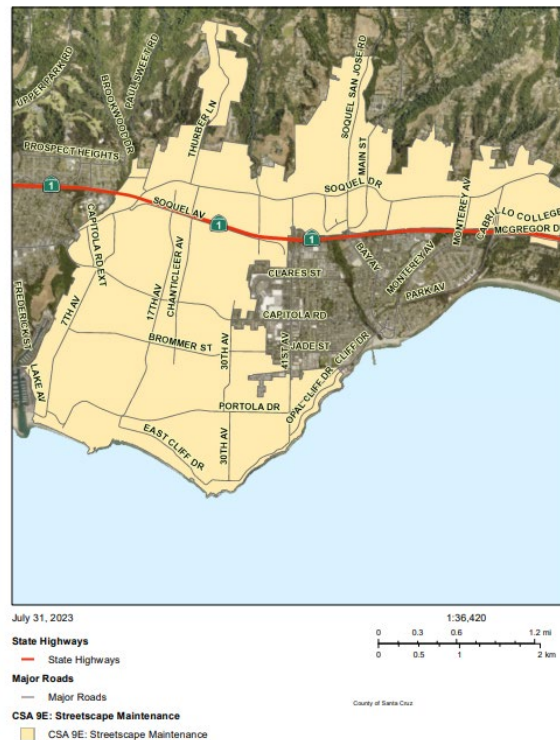 UPPER PARK RD
PAUL SWEET RD
BROOKWOOD DR
THURBER LN
SOQUEL SAN JOSE RD
MAIN ST
PROSPECT HEIGHTS
SOQUEL DR
MONTEREY AV
CABRILLO COLLEGE
1
SOQUEL AV
1
1
MCGREGOR D
CAPITOLA RD EXT
CHANTICLEER AV
BAY AV
MONTEREY AV
CLARES ST
PARK AV
7TH AV
17TH AV
CAPITOLA RD
FREDERICK ST
BROMMER ST
30TH AV
41ST AV
JADE ST
CLIFF DR
OPAL CLIFF DR
LAKE AV
PORTOLA DR
EAST CLIFF DR
30TH AV
July 31, 2023
1:36,420
0 0.3 0.6 1.2 mi
0 0.5 1 2 km
State Highways
State Highways
Major Roads
Major Roads
County of Santa Cruz
CSA 9E: Streetscape Maintenance
CSA 9E: Streetscape Maintenance